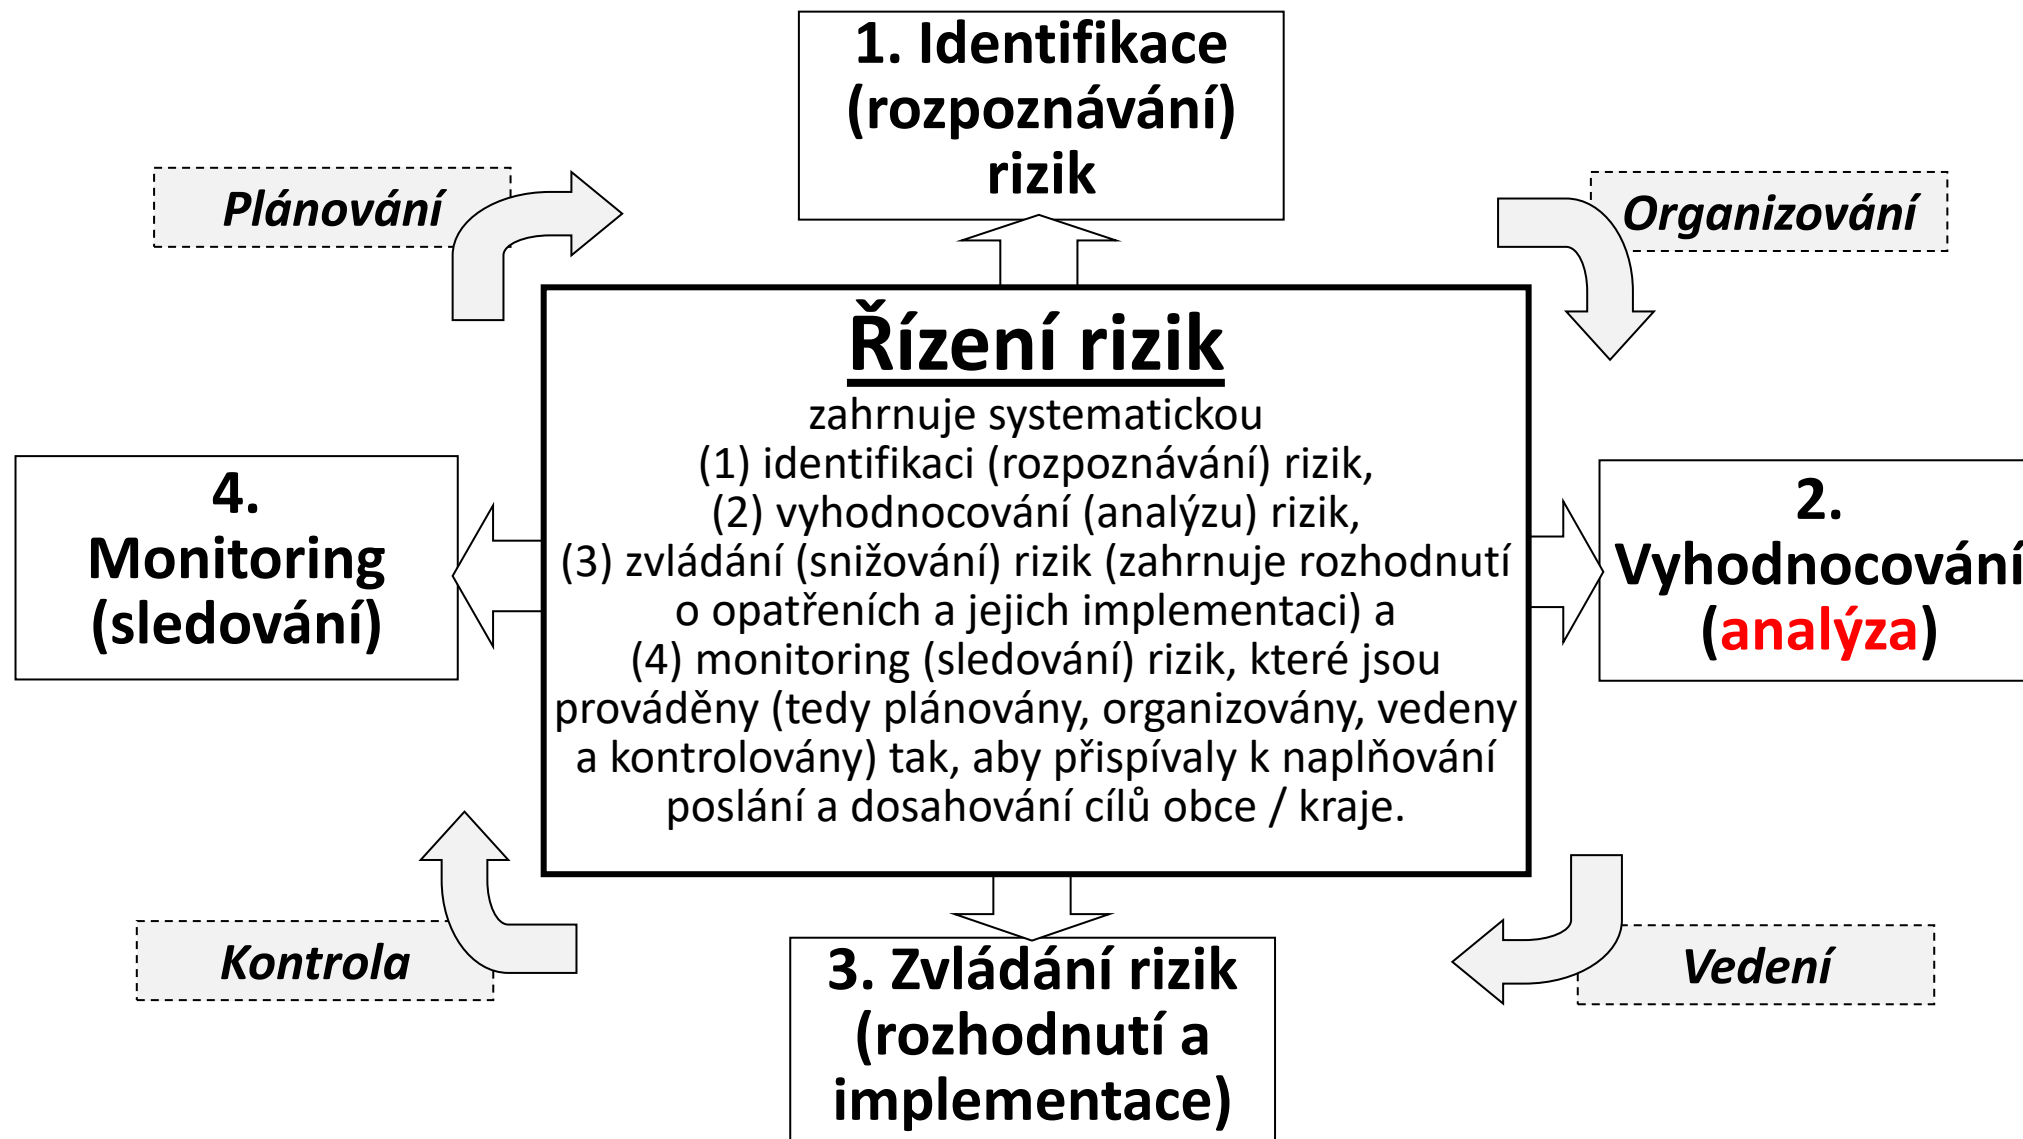 1. Identifikace
(rozpoznávání)
rizik
Plánování
Organizování
Řízení rizik
zahrnuje systematickou
(1) identifikaci (rozpoznávání) rizik,
(2) vyhodnocování (analýzu) rizik,
(3) zvládání (snižování) rizik (zahrnuje rozhodnutí
o opatřeních a jejich implementaci) a
(4) monitoring (sledování) rizik, které jsou
prováděny (tedy plánovány, organizovány, vedeny
a kontrolovány) tak, aby přispívaly k naplňování
poslání a dosahování cílů obce / kraje.
4.
Monitoring
(sledování)
2.
Vyhodnocování
(analýza)
Kontrola
Vedení
3. Zvládání rizik
(rozhodnutí a
implementace)